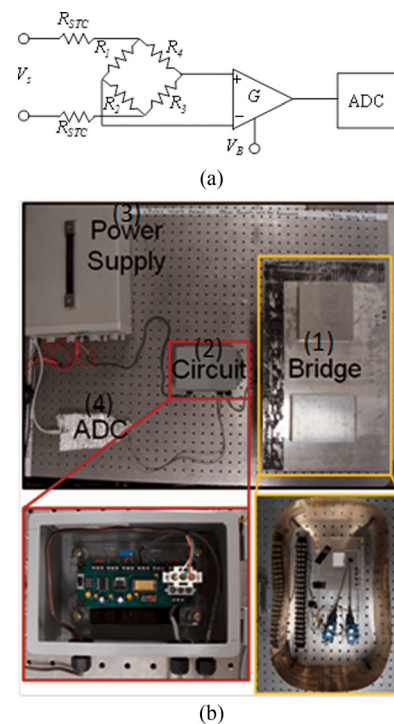 R_STC
R_1 R_4
V_s
R_2 R_3
R_STC
+
−
G
ADC
V_B
(a)
(3)
Power
Supply
(2)
Circuit
(1)
Bridge
(4)
ADC
(b)